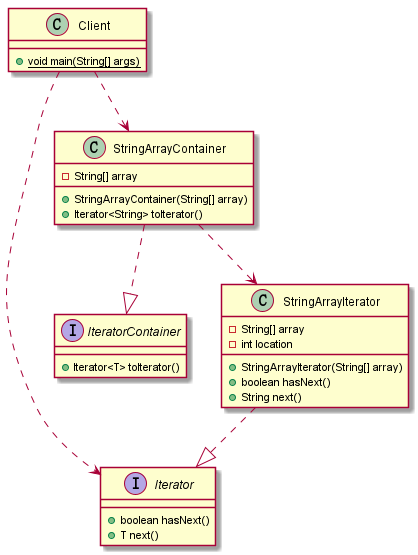 C Client
void main(String[] args)
C StringArrayContainer
String[] array
StringArrayContainer(String[] array)
Iterator<String> toIterator()
C StringArrayIterator
String[] array
int location
StringArrayIterator(String[] array)
boolean hasNext()
String next()
I IteratorContainer
Iterator<T> toIterator()
I Iterator
boolean hasNext()
T next()